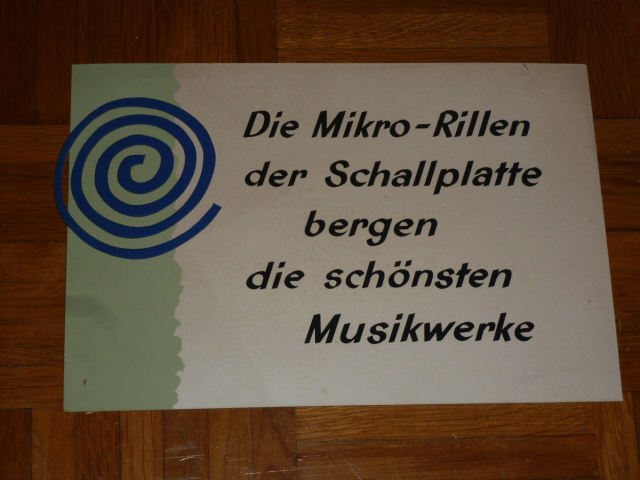 Die Mikro-Rillen
der Schallplatte
bergen
die schönsten
Musikwerke